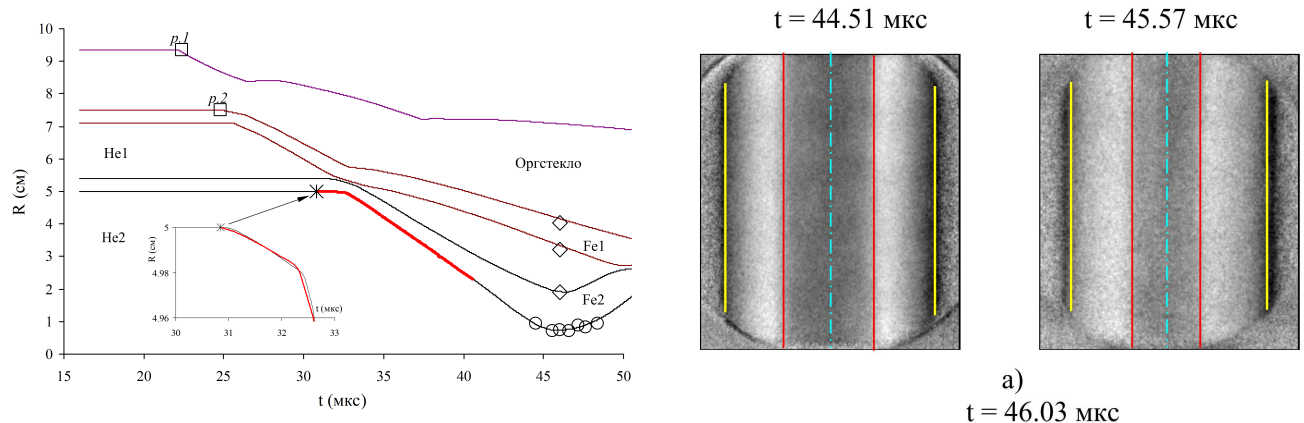 10
9
8
7
6
5
4
3
2
1
0
R (см)
p.1
p.2
He1
He2
Оргстекло
Fe1
Fe2
5
4.98
4.96
R (см)
t (мкс)
30 31 32 33
15 20 25 30 35 40 45 50
t (мкс)
t = 44.51 мкс
t = 45.57 мкс
а)
t = 46.03 мкс